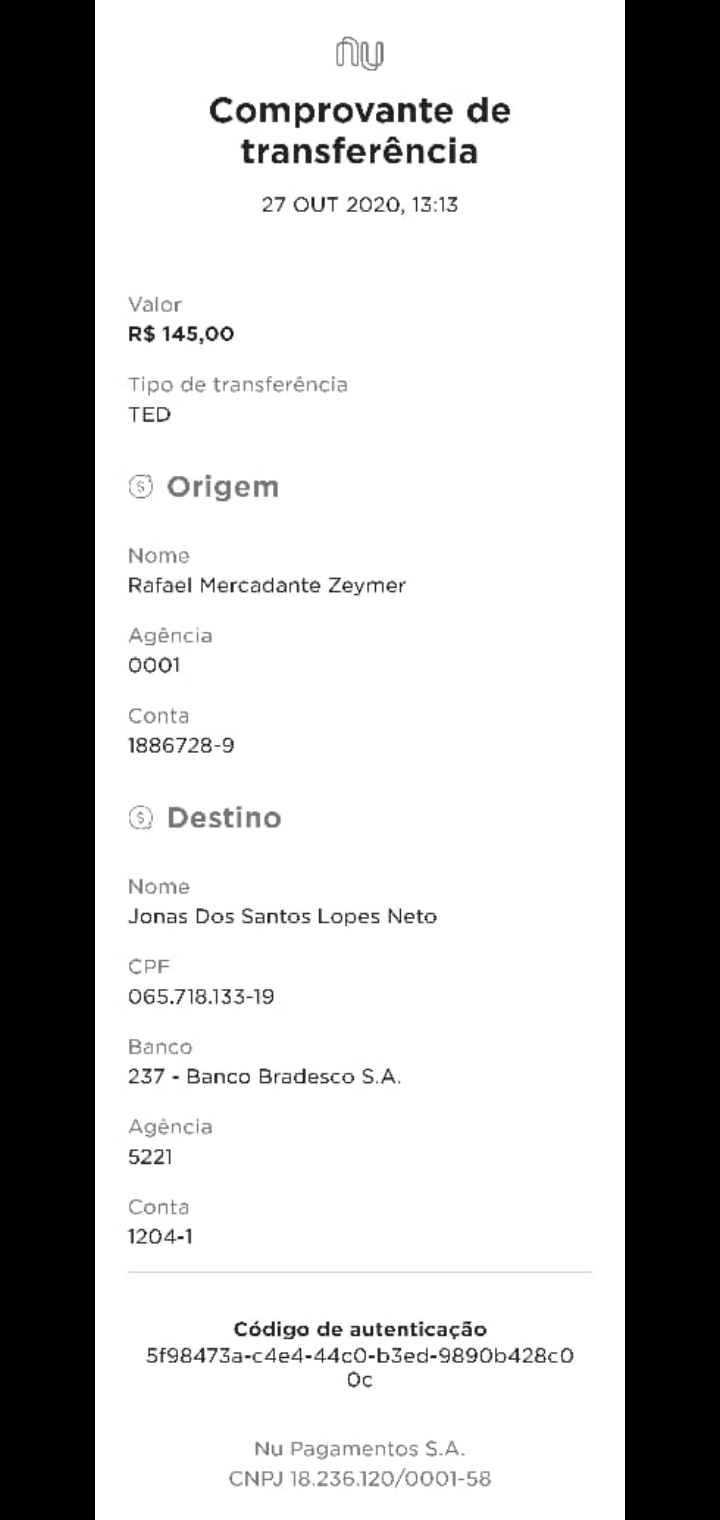 nu
Comprovante de
transferência
27 OUT 2020, 13:13
Valor
R$ 145,00
Tipo de transferência
TED
Origem
Nome
Rafael Mercadante Zeymer
Agência
0001
Conta
1886728-9
Destino
Nome
Jonas Dos Santos Lopes Neto
CPF
065.718.133-19
Banco
237 - Banco Bradesco S.A.
Agência
5221
Conta
1204-1
Código de autenticação
5f98473a-c4e4-44c0-b3ed-9890b428c0
0c
Nu Pagamentos S.A.
CNPJ 18.236.120/0001-58